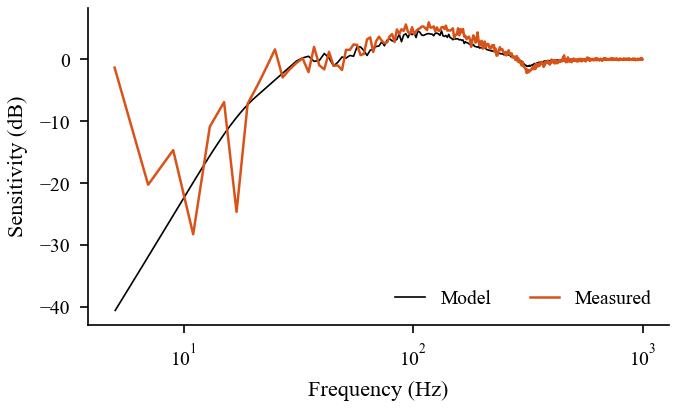 Sensitivity (dB)
0
−10
−20
−30
−40
Model
Measured
10¹
10²
10³
Frequency (Hz)